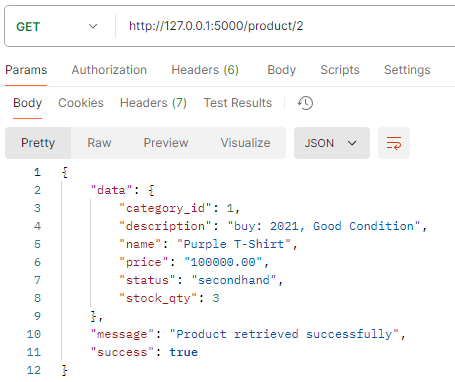 GET http://127.0.0.1:5000/product/2
Params Authorization Headers (6) Body Scripts Settings
Body Cookies Headers (7) Test Results
Pretty Raw Preview Visualize JSON
1 {
2 "data": {
3 "category_id": 1,
4 "description": "buy: 2021, Good Condition",
5 "name": "Purple T-Shirt",
6 "price": "100000.00",
7 "status": "secondhand",
8 "stock_qty": 3
9 },
10 "message": "Product retrieved successfully",
11 "success": true
12 }